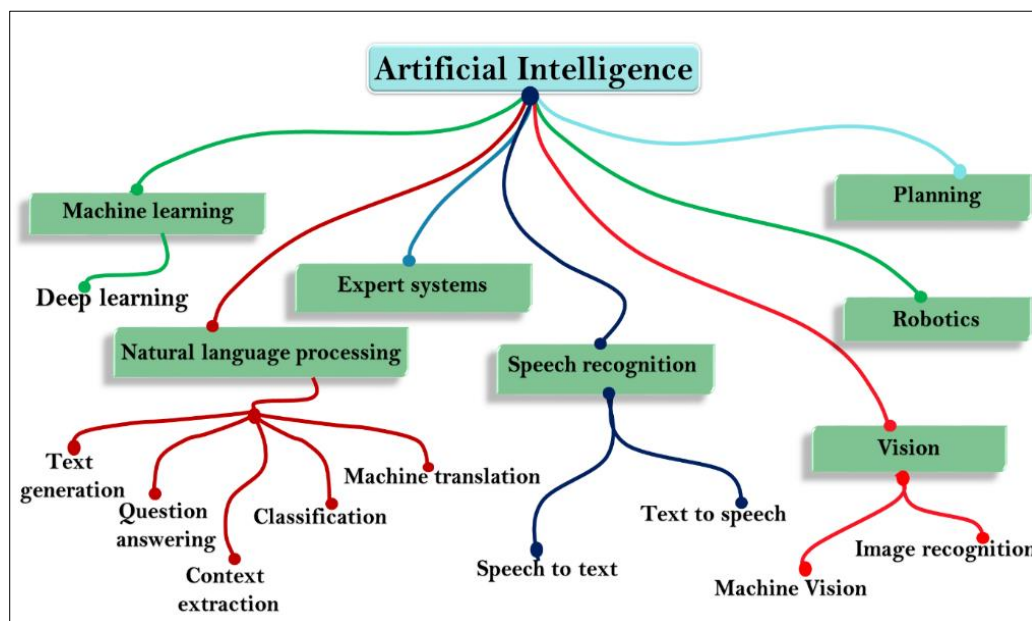 Artificial Intelligence
Machine learning
Planning
Deep learning
Expert systems
Robotics
Natural language processing
Speech recognition
Vision
Text
generation
Question
answering
Context
extraction
Classification
Machine translation
Speech to text
Text to speech
Machine Vision
Image recognition